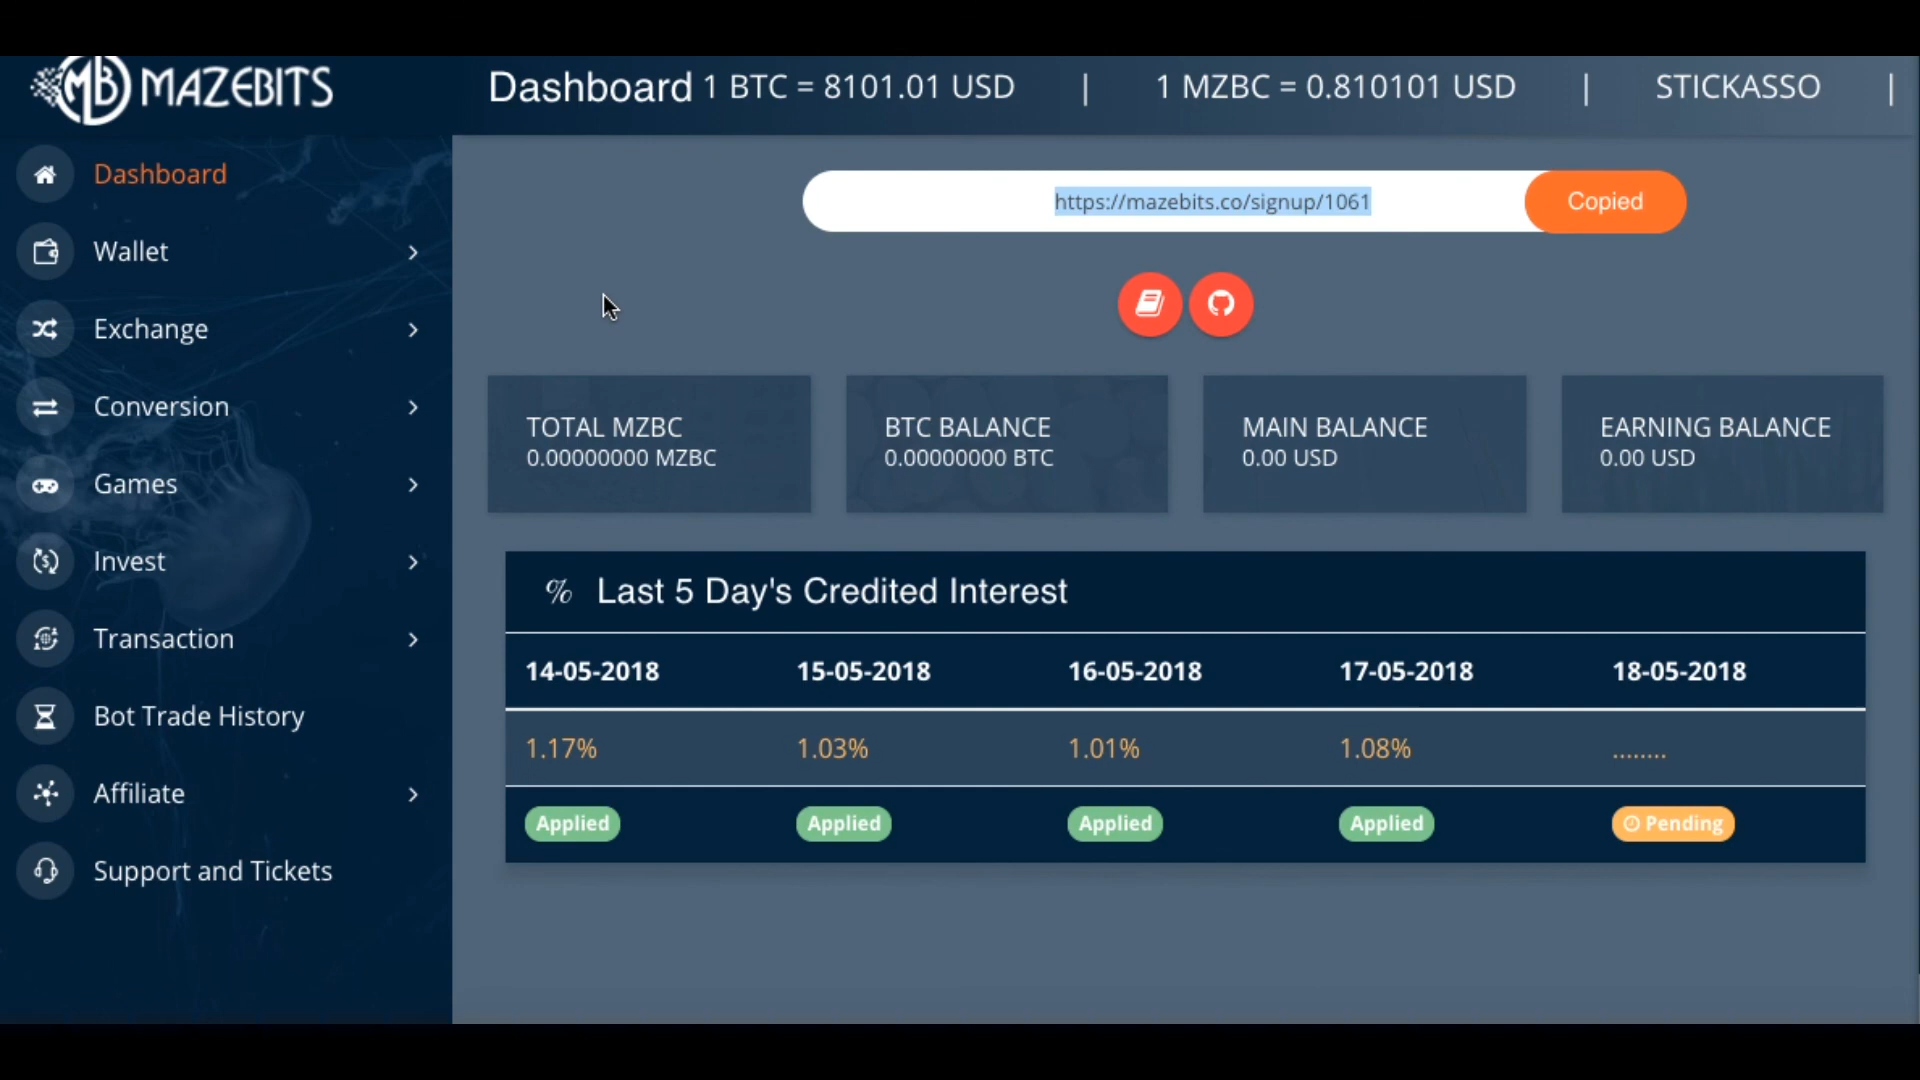 MB MAZEBITS
Dashboard 1 BTC = 8101.01 USD | 1 MZBC = 0.810101 USD | STICKASSO |
Dashboard
Wallet
Exchange
Conversion
Games
Invest
Transaction
Bot Trade History
Affiliate
Support and Tickets
https://mazebits.co/signup/1061 Copied
TOTAL MZBC
0.00000000 MZBC
BTC BALANCE
0.00000000 BTC
MAIN BALANCE
0.00 USD
EARNING BALANCE
0.00 USD
% Last 5 Day's Credited Interest
14-05-2018 15-05-2018 16-05-2018 17-05-2018 18-05-2018
1.17% 1.03% 1.01% 1.08% ........
Applied Applied Applied Applied Pending